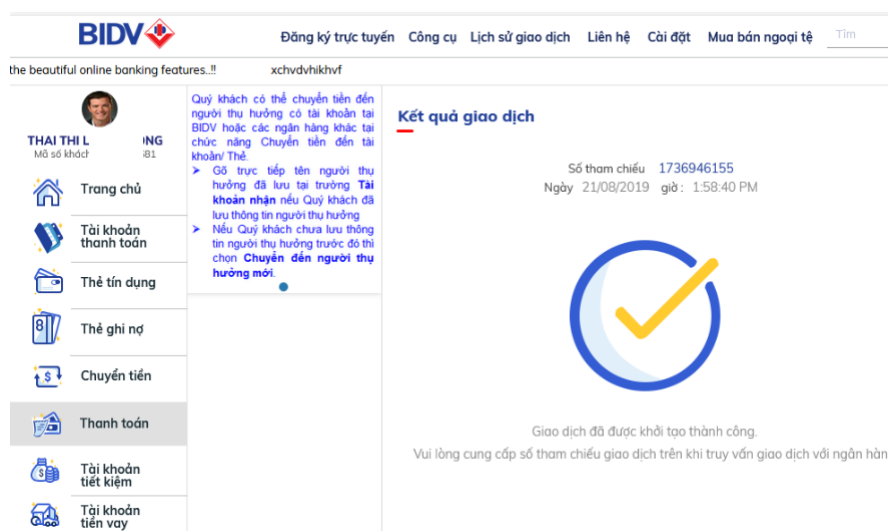 BIDV
Đăng ký trực tuyến Công cụ Lịch sử giao dịch Liên hệ Cài đặt Mua bán ngoại tệ Tìm
the beautiful online banking features..!! xchvdvhikhvf
THAI THI L NG
Mã số khách 81
Trang chủ
Tài khoản
thanh toán
Thẻ tín dụng
Thẻ ghi nợ
Chuyển tiền
Thanh toán
Tài khoản
tiết kiệm
Tài khoản
tiền vay
Quý khách có thể chuyển tiền đến
người thụ hưởng có tài khoản tại
BIDV hoặc các ngân hàng khác tại
chức năng Chuyển tiền đến tài
khoản/ Thẻ.
➤ Gõ trực tiếp tên người thụ
hưởng đã lưu tại trường Tài
khoản nhận nếu Quý khách đã
lưu thông tin người thụ hưởng
➤ Nếu Quý khách chưa lưu thông
tin người thụ hưởng trước đó thì
chọn Chuyển đến người thụ
hưởng mới.
Kết quả giao dịch
Số tham chiếu 1736946155
Ngày 21/08/2019 giờ : 1:58:40 PM
8
Giao dịch đã được khởi tạo thành công.
Vui lòng cung cấp số tham chiếu giao dịch trên khi truy vấn giao dịch với ngân hàn